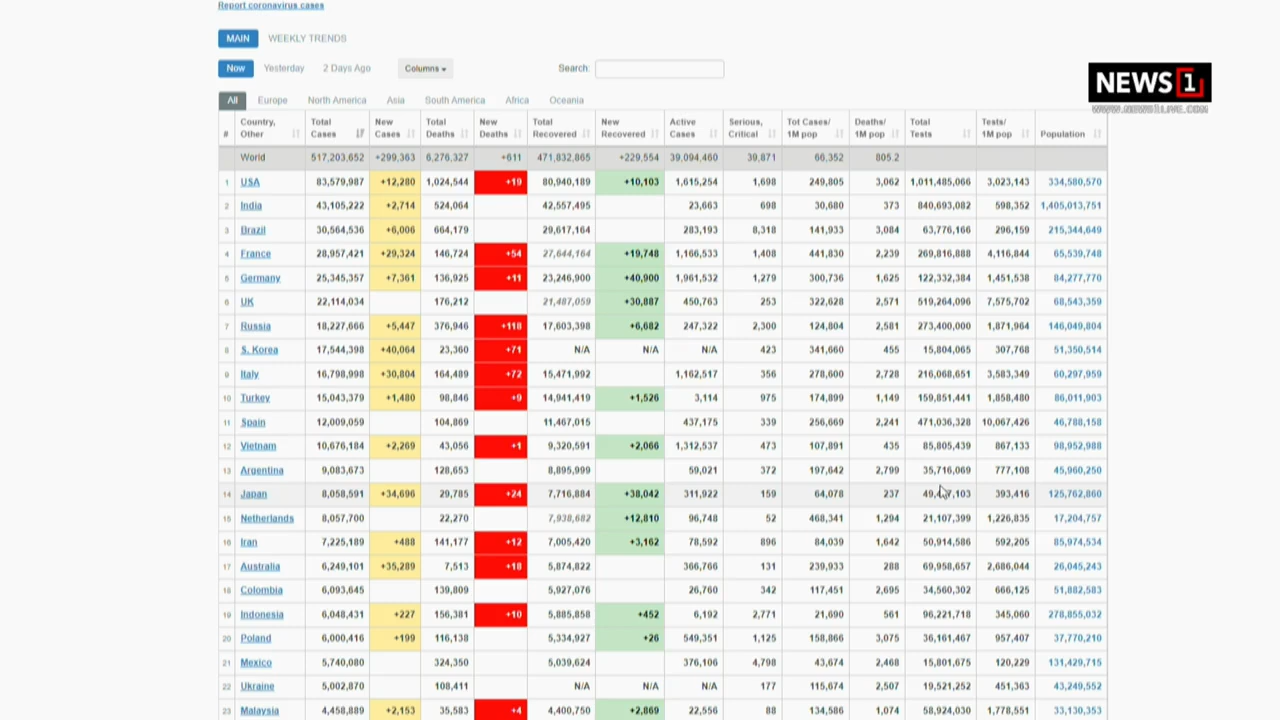 Report coronavirus cases
MAIN WEEKLY TRENDS
Now Yesterday 2 Days Ago Columns Search:
NEWS 1
WWW.NEWS1LIVE.COM
All Europe North America Asia South America Africa Oceania
# Country, Other Total Cases New Cases Total Deaths New Deaths Total Recovered New Recovered Active Cases Serious, Critical Tot Cases/ 1M pop Deaths/ 1M pop Total Tests Tests/ 1M pop Population
World 517,203,652 +299,363 6,276,327 +611 471,832,865 +229,554 39,094,460 39,871 66,352 805.2
1 USA 83,579,987 +12,280 1,024,544 +19 80,940,189 +10,103 1,615,254 1,698 249,805 3,062 1,011,485,066 3,023,143 334,580,570
2 India 43,105,222 +2,714 524,064 42,557,495 23,663 698 30,680 373 840,693,082 598,352 1,405,013,751
3 Brazil 30,564,536 +6,006 664,179 29,617,164 283,193 8,318 141,933 3,084 63,776,166 296,159 215,344,649
4 France 28,957,421 +29,324 146,724 +54 27,644,164 +19,748 1,166,533 1,408 441,830 2,239 269,816,888 4,116,844 65,539,748
5 Germany 25,345,357 +7,361 136,925 +11 23,246,900 +40,900 1,961,532 1,279 300,736 1,625 122,332,384 1,451,538 84,277,770
6 UK 22,114,034 176,212 21,487,059 +30,887 450,763 253 322,628 2,571 519,264,096 7,575,702 68,543,359
7 Russia 18,227,666 +5,447 376,946 +118 17,603,398 +6,682 247,322 2,300 124,804 2,581 273,400,000 1,871,964 146,049,804
8 S. Korea 17,544,398 +40,064 23,360 +71 N/A N/A N/A 423 341,660 455 15,804,065 307,768 51,350,514
9 Italy 16,798,998 +30,804 164,489 +72 15,471,992 1,162,517 356 278,600 2,728 216,068,651 3,583,349 60,297,959
10 Turkey 15,043,379 +1,480 98,846 +9 14,941,419 +1,526 3,114 975 174,899 1,149 159,851,441 1,858,480 86,011,903
11 Spain 12,009,059 104,869 11,467,015 437,175 339 256,669 2,241 471,036,328 10,067,426 46,788,158
12 Vietnam 10,676,184 +2,269 43,056 +1 9,320,591 +2,066 1,312,537 473 107,891 435 85,805,439 867,133 98,952,988
13 Argentina 9,083,673 128,653 8,895,999 59,021 372 197,642 2,799 35,716,069 777,108 45,960,250
14 Japan 8,058,591 +34,696 29,785 +24 7,716,884 +38,042 311,922 159 64,078 237 393,416 125,762,860
15 Netherlands 8,057,700 22,270 7,938,682 +12,810 96,748 52 468,341 1,294 21,107,399 1,226,835 17,204,757
16 Iran 7,225,189 +488 141,177 +12 7,005,420 +3,162 78,592 896 84,039 1,642 50,914,586 592,205 85,974,534
17 Australia 6,249,101 +35,289 7,513 +18 5,874,822 366,766 131 239,933 288 69,958,657 2,686,044 26,045,243
18 Colombia 6,093,645 139,809 5,927,076 26,760 342 117,451 2,695 34,560,302 666,125 51,882,583
19 Indonesia 6,048,431 +227 156,381 +10 5,885,858 +452 6,192 2,771 21,690 561 96,221,718 345,060 278,855,032
20 Poland 6,000,416 +199 116,138 5,334,927 +26 549,351 1,125 158,866 3,075 36,161,467 957,407 37,770,210
21 Mexico 5,740,080 324,350 5,039,624 376,106 4,798 43,674 2,468 15,801,675 120,229 131,429,715
22 Ukraine 5,002,870 108,411 N/A N/A N/A 177 115,674 2,507 19,521,252 451,363 43,249,552
23 Malaysia 4,458,889 +2,153 35,583 +4 4,400,750 +2,869 22,556 88 134,586 1,074 58,924,030 1,778,551 33,130,353